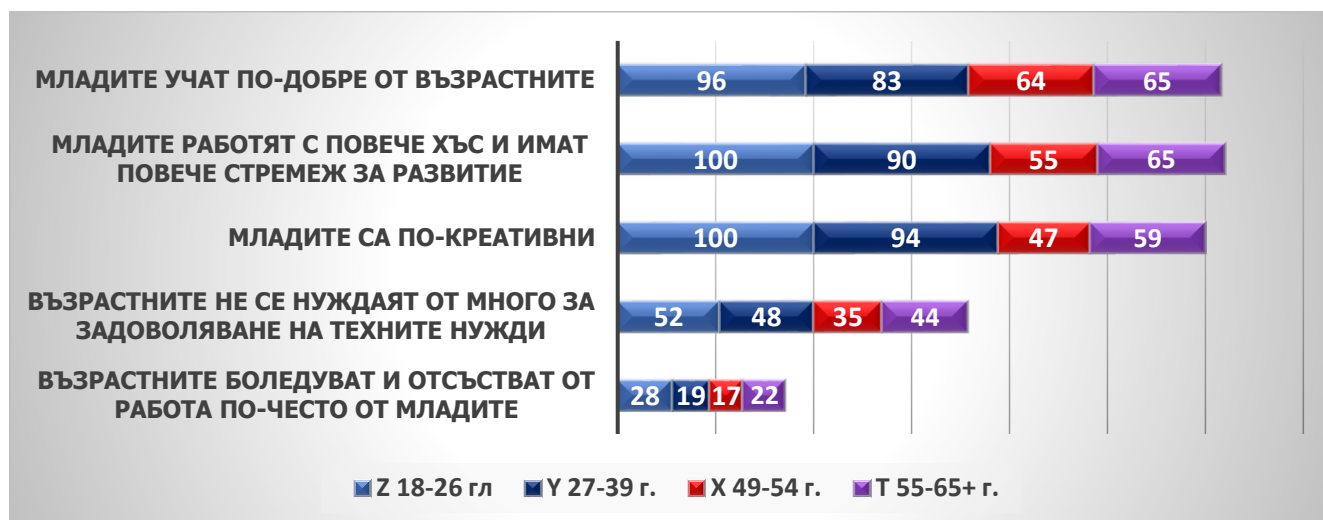 МЛАДИТЕ УЧАТ ПО-ДОБРЕ ОТ ВЪЗРАСТНИТЕ
96 83 64 65
МЛАДИТЕ РАБОТЯТ С ПОВЕЧЕ ХЪС И ИМАТ
ПОВЕЧЕ СТРЕМЕЖ ЗА РАЗВИТИЕ
100 90 55 65
МЛАДИТЕ СА ПО-КРЕАТИВНИ
100 94 47 59
ВЪЗРАСТНИТЕ НЕ СЕ НУЖДАЯТ ОТ МНОГО ЗА
ЗАДОВОЛЯВАНЕ НА ТЕХНИТЕ НУЖДИ
52 48 35 44
ВЪЗРАСТНИТЕ БОЛЕДУВАТ И ОТСЪСТВАТ ОТ
РАБОТА ПО-ЧЕСТО ОТ МЛАДИТЕ
28 19 17 22
Z 18-26 гл Y 27-39 г. X 49-54 г. T 55-65+ г.